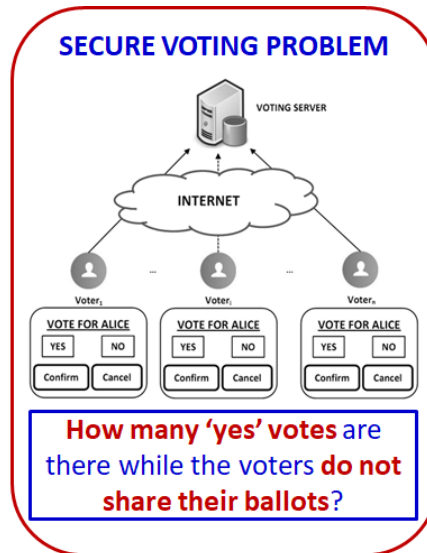 SECURE VOTING PROBLEM
VOTING SERVER
INTERNET
... ...
Voter₁ Voterᵢ Voterₙ
VOTE FOR ALICE VOTE FOR ALICE VOTE FOR ALICE
YES NO YES NO YES NO
Confirm Cancel Confirm Cancel Confirm Cancel
How many ‘yes’ votes are
there while the voters do not
share their ballots?